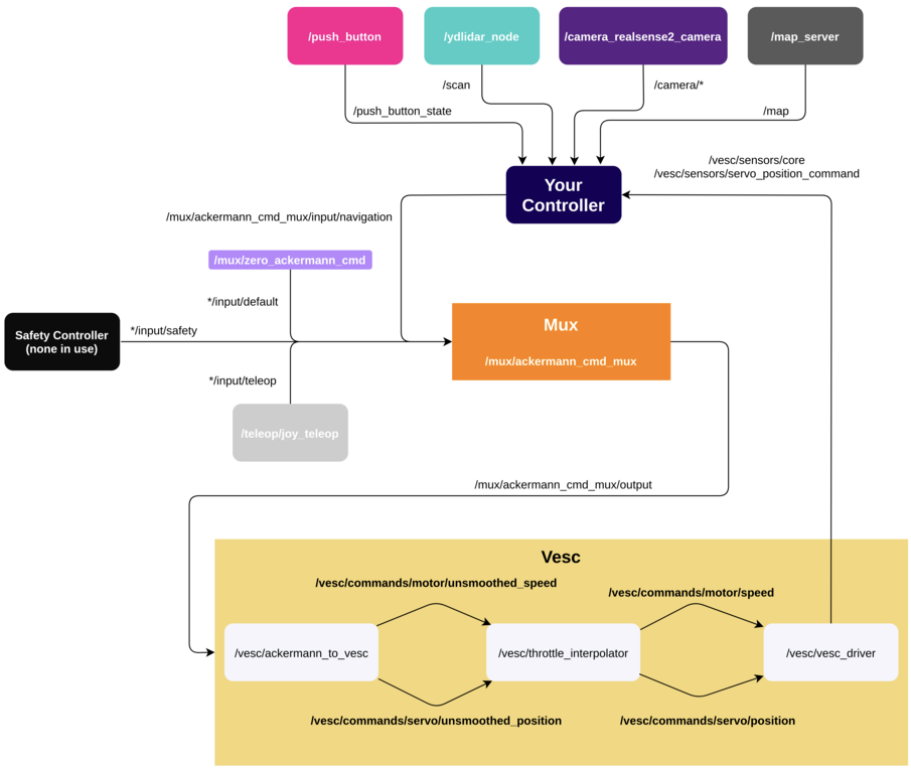 /push_button
/ydlidar_node
/camera_realsense2_camera
/map_server
/scan
/camera/*
/push_button_state
/map
/vesc/sensors/core
/vesc/sensors/servo_position_command
Your
Controller
/mux/ackermann_cmd_mux/input/navigation
/mux/zero_ackermann_cmd
*/input/default
Safety Controller
(none in use)
*/input/safety
Mux
/mux/ackermann_cmd_mux
*/input/teleop
/teleop/joy_teleop
/mux/ackermann_cmd_mux/output
Vesc
/vesc/commands/motor/unsmoothed_speed
/vesc/commands/motor/speed
/vesc/ackermann_to_vesc
/vesc/throttle_interpolator
/vesc/vesc_driver
/vesc/commands/servo/unsmoothed_position
/vesc/commands/servo/position